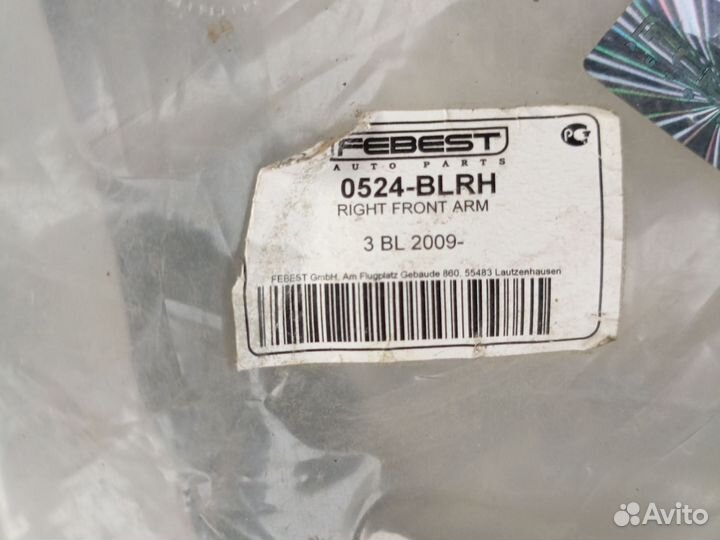 FEBEST
AUTO PARTS
0524-BLRH
RIGHT FRONT ARM
3 BL 2009-
FEBEST GmbH, Am Flugplatz Gebaude 860, 55483 Lautzenhausen
Avito